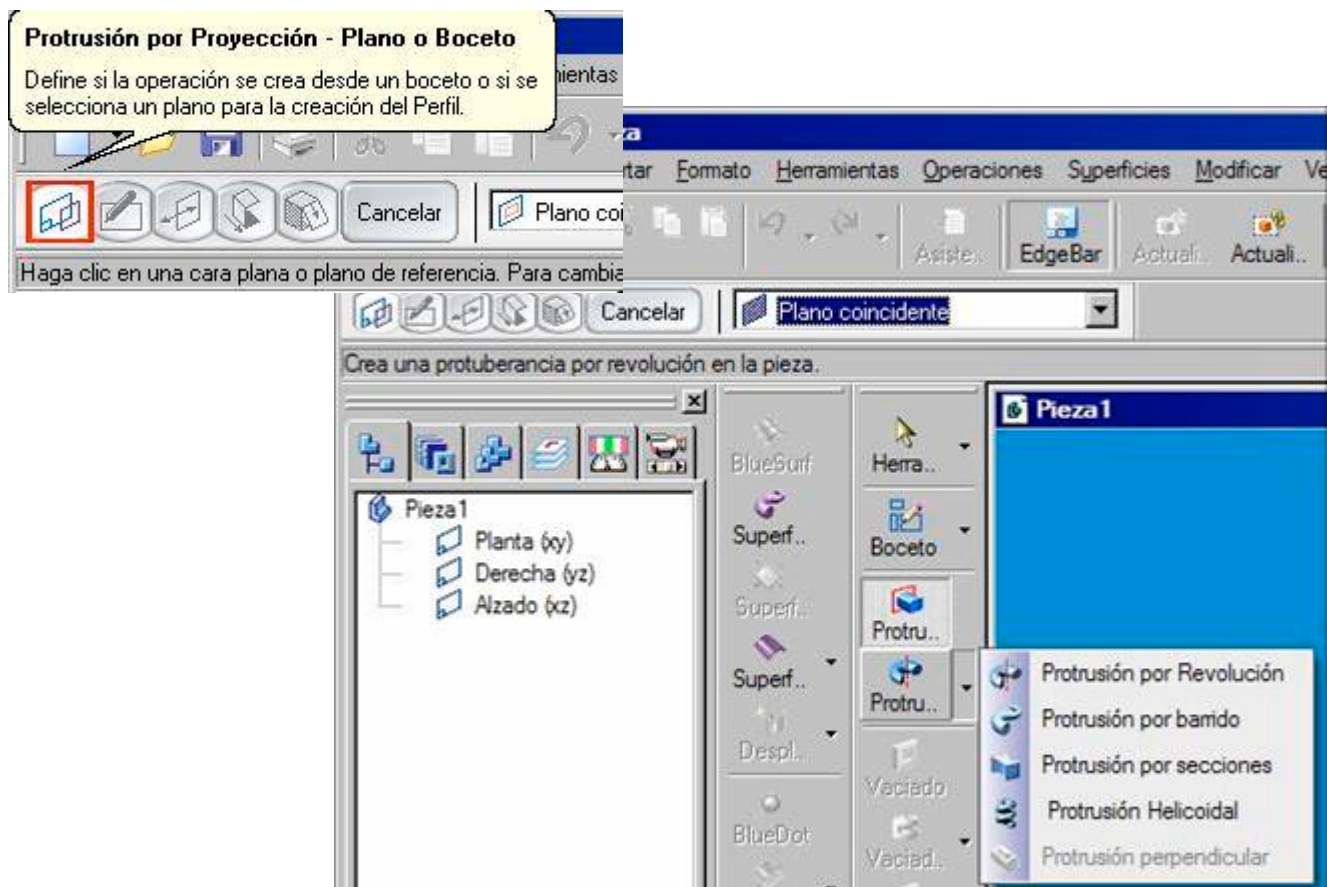 Protrusión por Proyección - Plano o Boceto
Define si la operación se crea desde un boceto o si se
selecciona un plano para la creación del Perfil.
Cancelar
Haga clic en una cara plana o plano de referencia. Para cambia
Formato Herramientas Operaciones Superficies Modificar Ve
Asiste.. EdgeBar Actuali.. Actuali..
Cancelar Plano coincidente
Crea una protuberancia por revolución en la pieza.
Pieza1
Pieza1
Planta (xy)
Derecha (yz)
Alzado (xz)
BlueSurf
Superf..
Superf..
Superf..
Despl..
BlueDot
Herra..
Boceto
Protru..
Protru..
Vaciado
Vaciad..
Protrusión por Revolución
Protrusión por barrido
Protrusión por secciones
Protrusión Helicoidal
Protrusión perpendicular